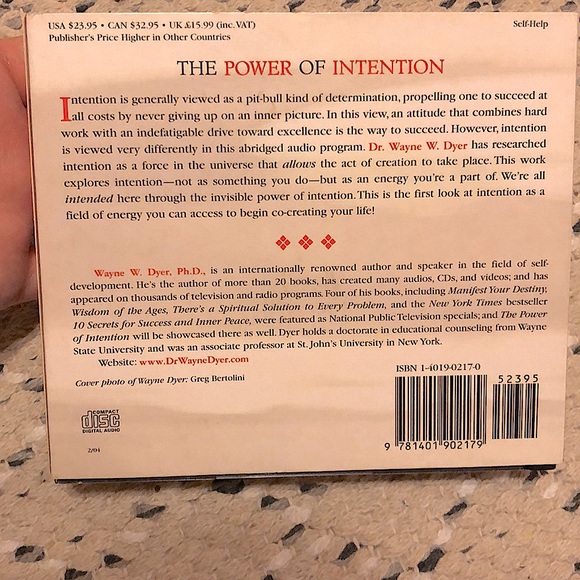 USA $23.95 • CAN $32.95 • UK £15.99 (inc. VAT)
Publisher's Price Higher in Other Countries
Self-Help
THE POWER OF INTENTION
Intention is generally viewed as a pit-bull kind of determination, propelling one to succeed at
all costs by never giving up on an inner picture. In this view, an attitude that combines hard
work with an indefatigable drive toward excellence is the way to succeed. However, intention
is viewed very differently in this abridged audio program. Dr. Wayne W. Dyer has researched
intention as a force in the universe that allows the act of creation to take place. This work
explores intention—not as something you do—but as an energy you're a part of. We're all
intended here through the invisible power of intention. This is the first look at intention as a
field of energy you can access to begin co-creating your life!
Wayne W. Dyer, Ph.D., is an internationally renowned author and speaker in the field of self-
development. He's the author of more than 20 books, has created many audios, CDs, and videos; and has
appeared on thousands of television and radio programs. Four of his books, including Manifest Your Destiny,
Wisdom of the Ages, There's a Spiritual Solution to Every Problem, and the New York Times bestseller
10 Secrets for Success and Inner Peace, were featured as National Public Television specials; and The Power
of Intention will be showcased there as well. Dyer holds a doctorate in educational counseling from Wayne
State University and was an associate professor at St. John's University in New York.
Website: www.DrWayneDyer.com
Cover photo of Wayne Dyer: Greg Bertolini
ISBN 1-4019-0217-0
52395
9 781401 902179
COMPACT
disc
DIGITAL AUDIO
2/04